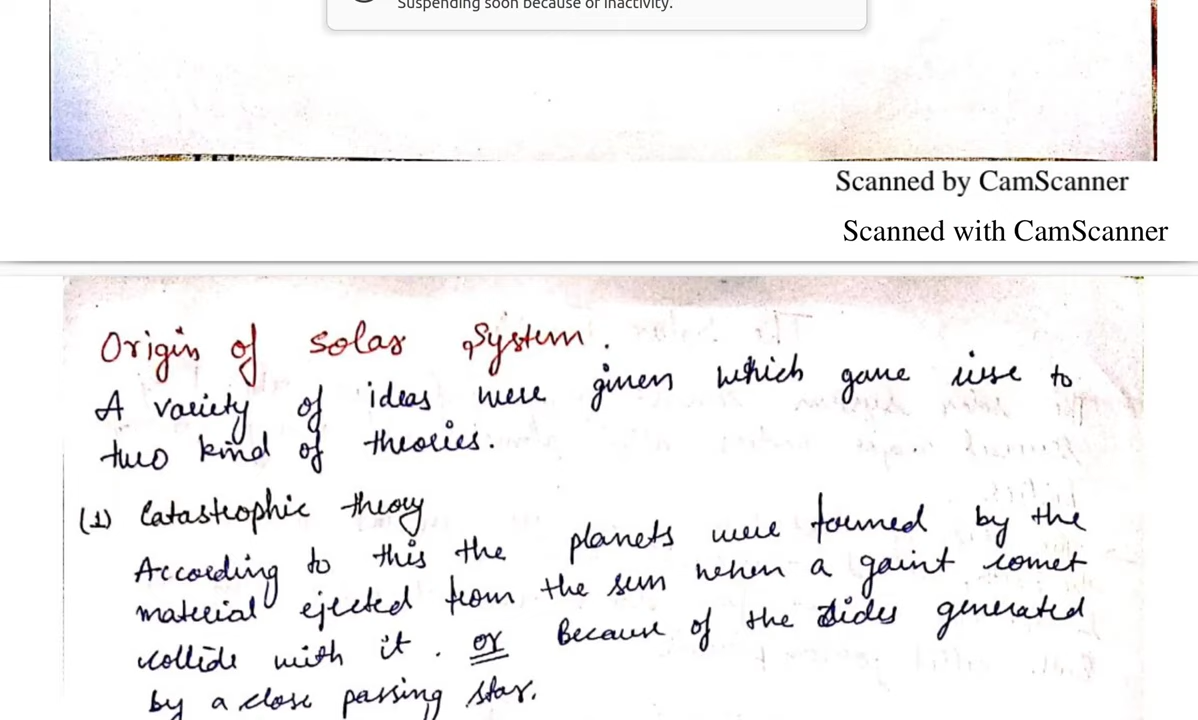 Suspending soon because of inactivity.
Scanned by CamScanner
Scanned with CamScanner
Origin of solar system.
A variety of ideas were given which gave rise to
two kind of theories.
(1) Catastrophic theory
According to this the planets were formed by the
material ejected from the sun when a gaint comet
collide with it. or Because of the tides generated
by a close passing star.